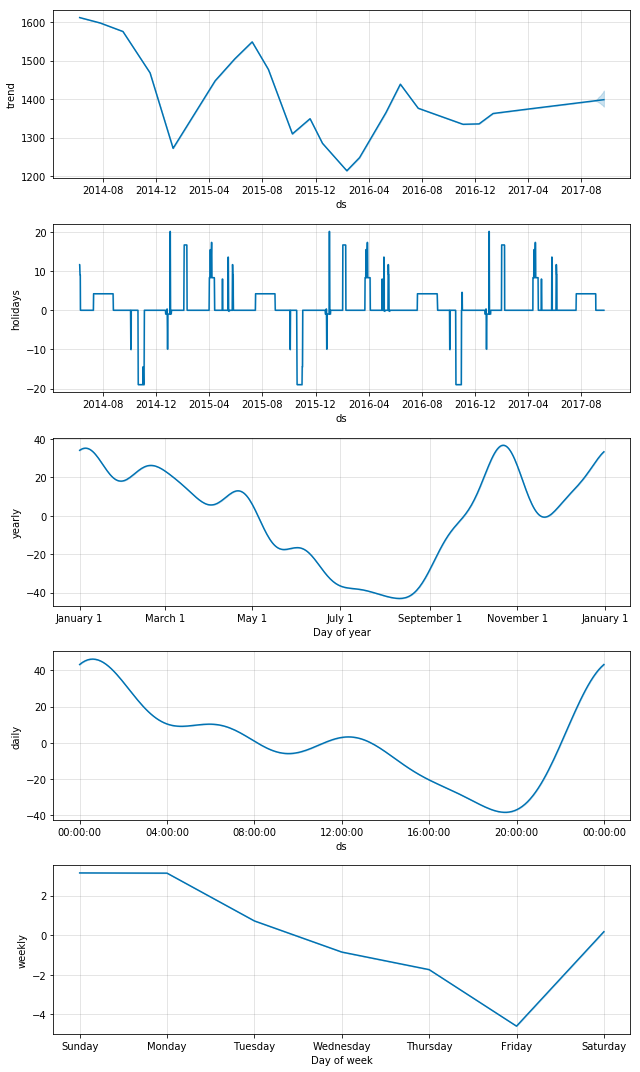 1600
1500
1400
1300
1200
trend
2014-08 2014-12 2015-04 2015-08 2015-12 2016-04 2016-08 2016-12 2017-04 2017-08
ds
20
10
0
−10
−20
holidays
2014-08 2014-12 2015-04 2015-08 2015-12 2016-04 2016-08 2016-12 2017-04 2017-08
ds
40
20
0
−20
−40
yearly
January 1 March 1 May 1 July 1 September 1 November 1 January 1
Day of year
40
20
0
−20
−40
daily
00:00:00 04:00:00 08:00:00 12:00:00 16:00:00 20:00:00 00:00:00
ds
2
0
−2
−4
weekly
Sunday Monday Tuesday Wednesday Thursday Friday Saturday
Day of week